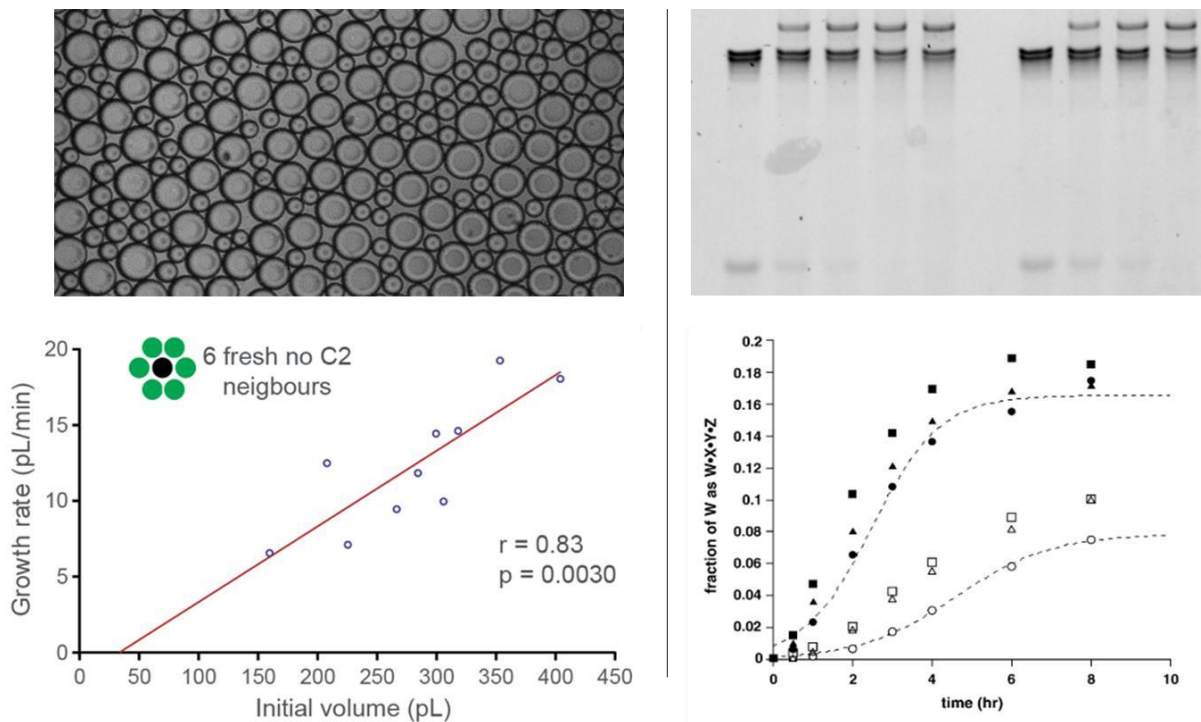 6 fresh no C2
neigbours
20
15
10
5
0
Growth rate (pL/min)
r = 0.83
p = 0.0030
0 50 100 150 200 250 300 350 400 450
Initial volume (pL)
0.2
0.18
0.16
0.14
0.12
0.1
0.08
0.06
0.04
0.02
0
fraction of W as W•X•Y•Z
0 2 4 6 8 10
time (hr)